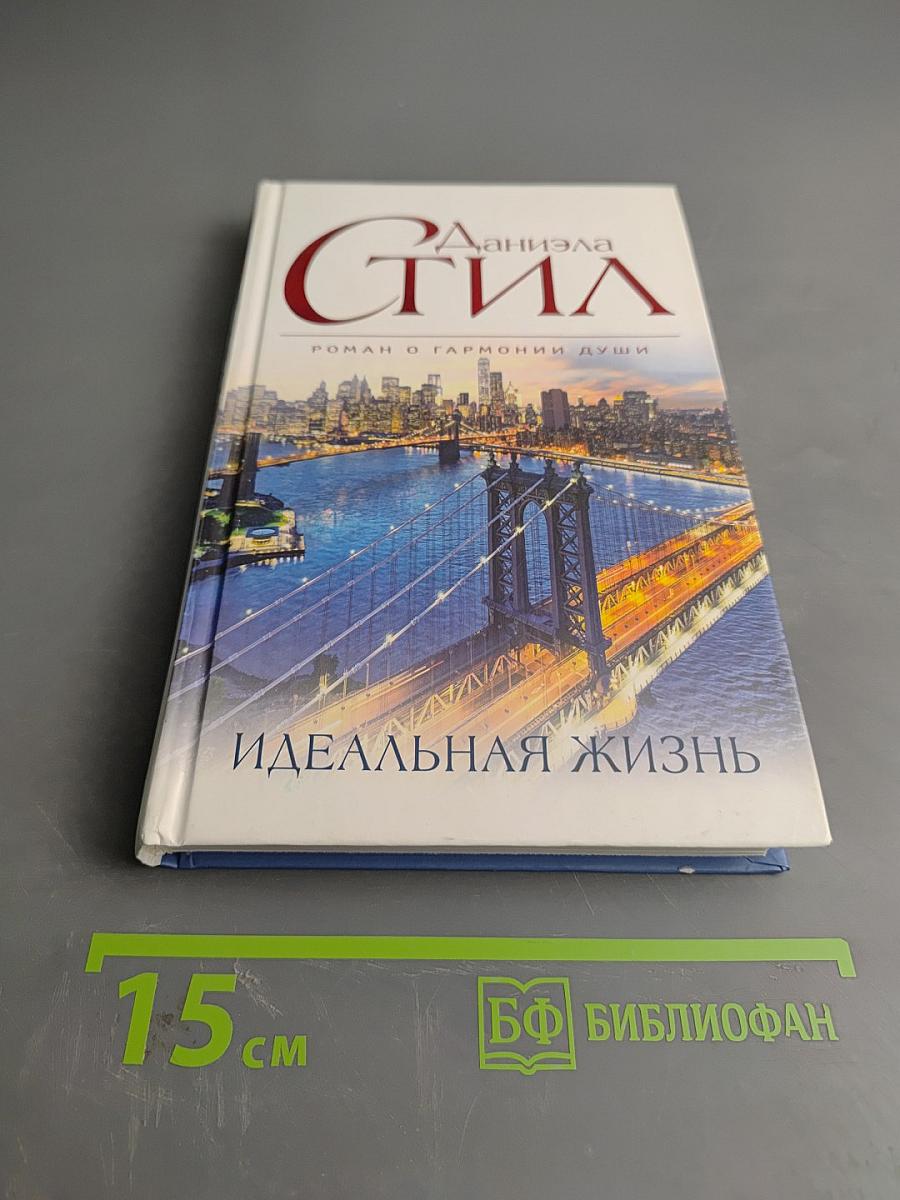 Даниэла
Стил
РОМАН О ГАРМОНИИ ДУШИ
ИДЕАЛЬНАЯ ЖИЗНЬ
15 см
БФ БИБЛИОФАН